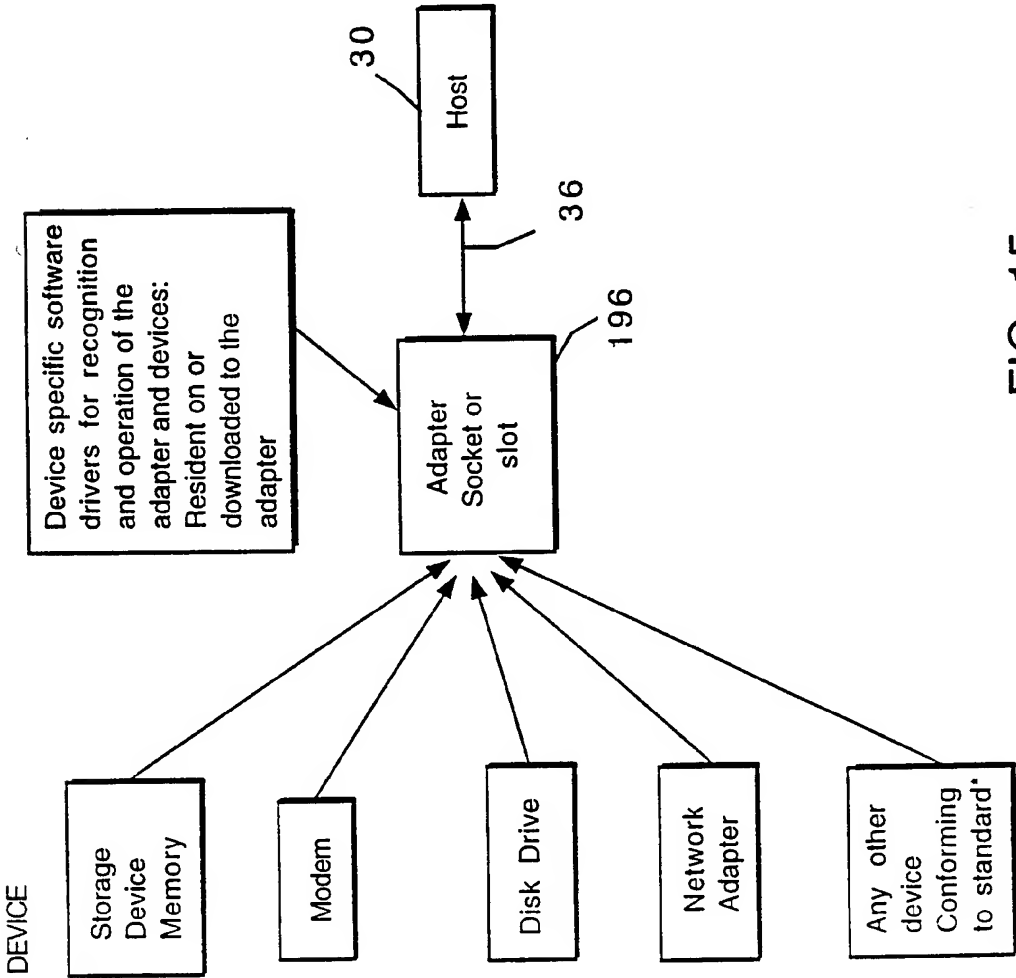 DEVICE
Storage
Device
Memory
Modem
Disk Drive
Network
Adapter
Any other
device
Conforming
to standard*
Device specific software
drivers for recognition
and operation of the
adapter and devices:
Resident on or
downloaded to the
adapter
Adapter
Socket or
slot
196
36
Host
30
FIG. 15